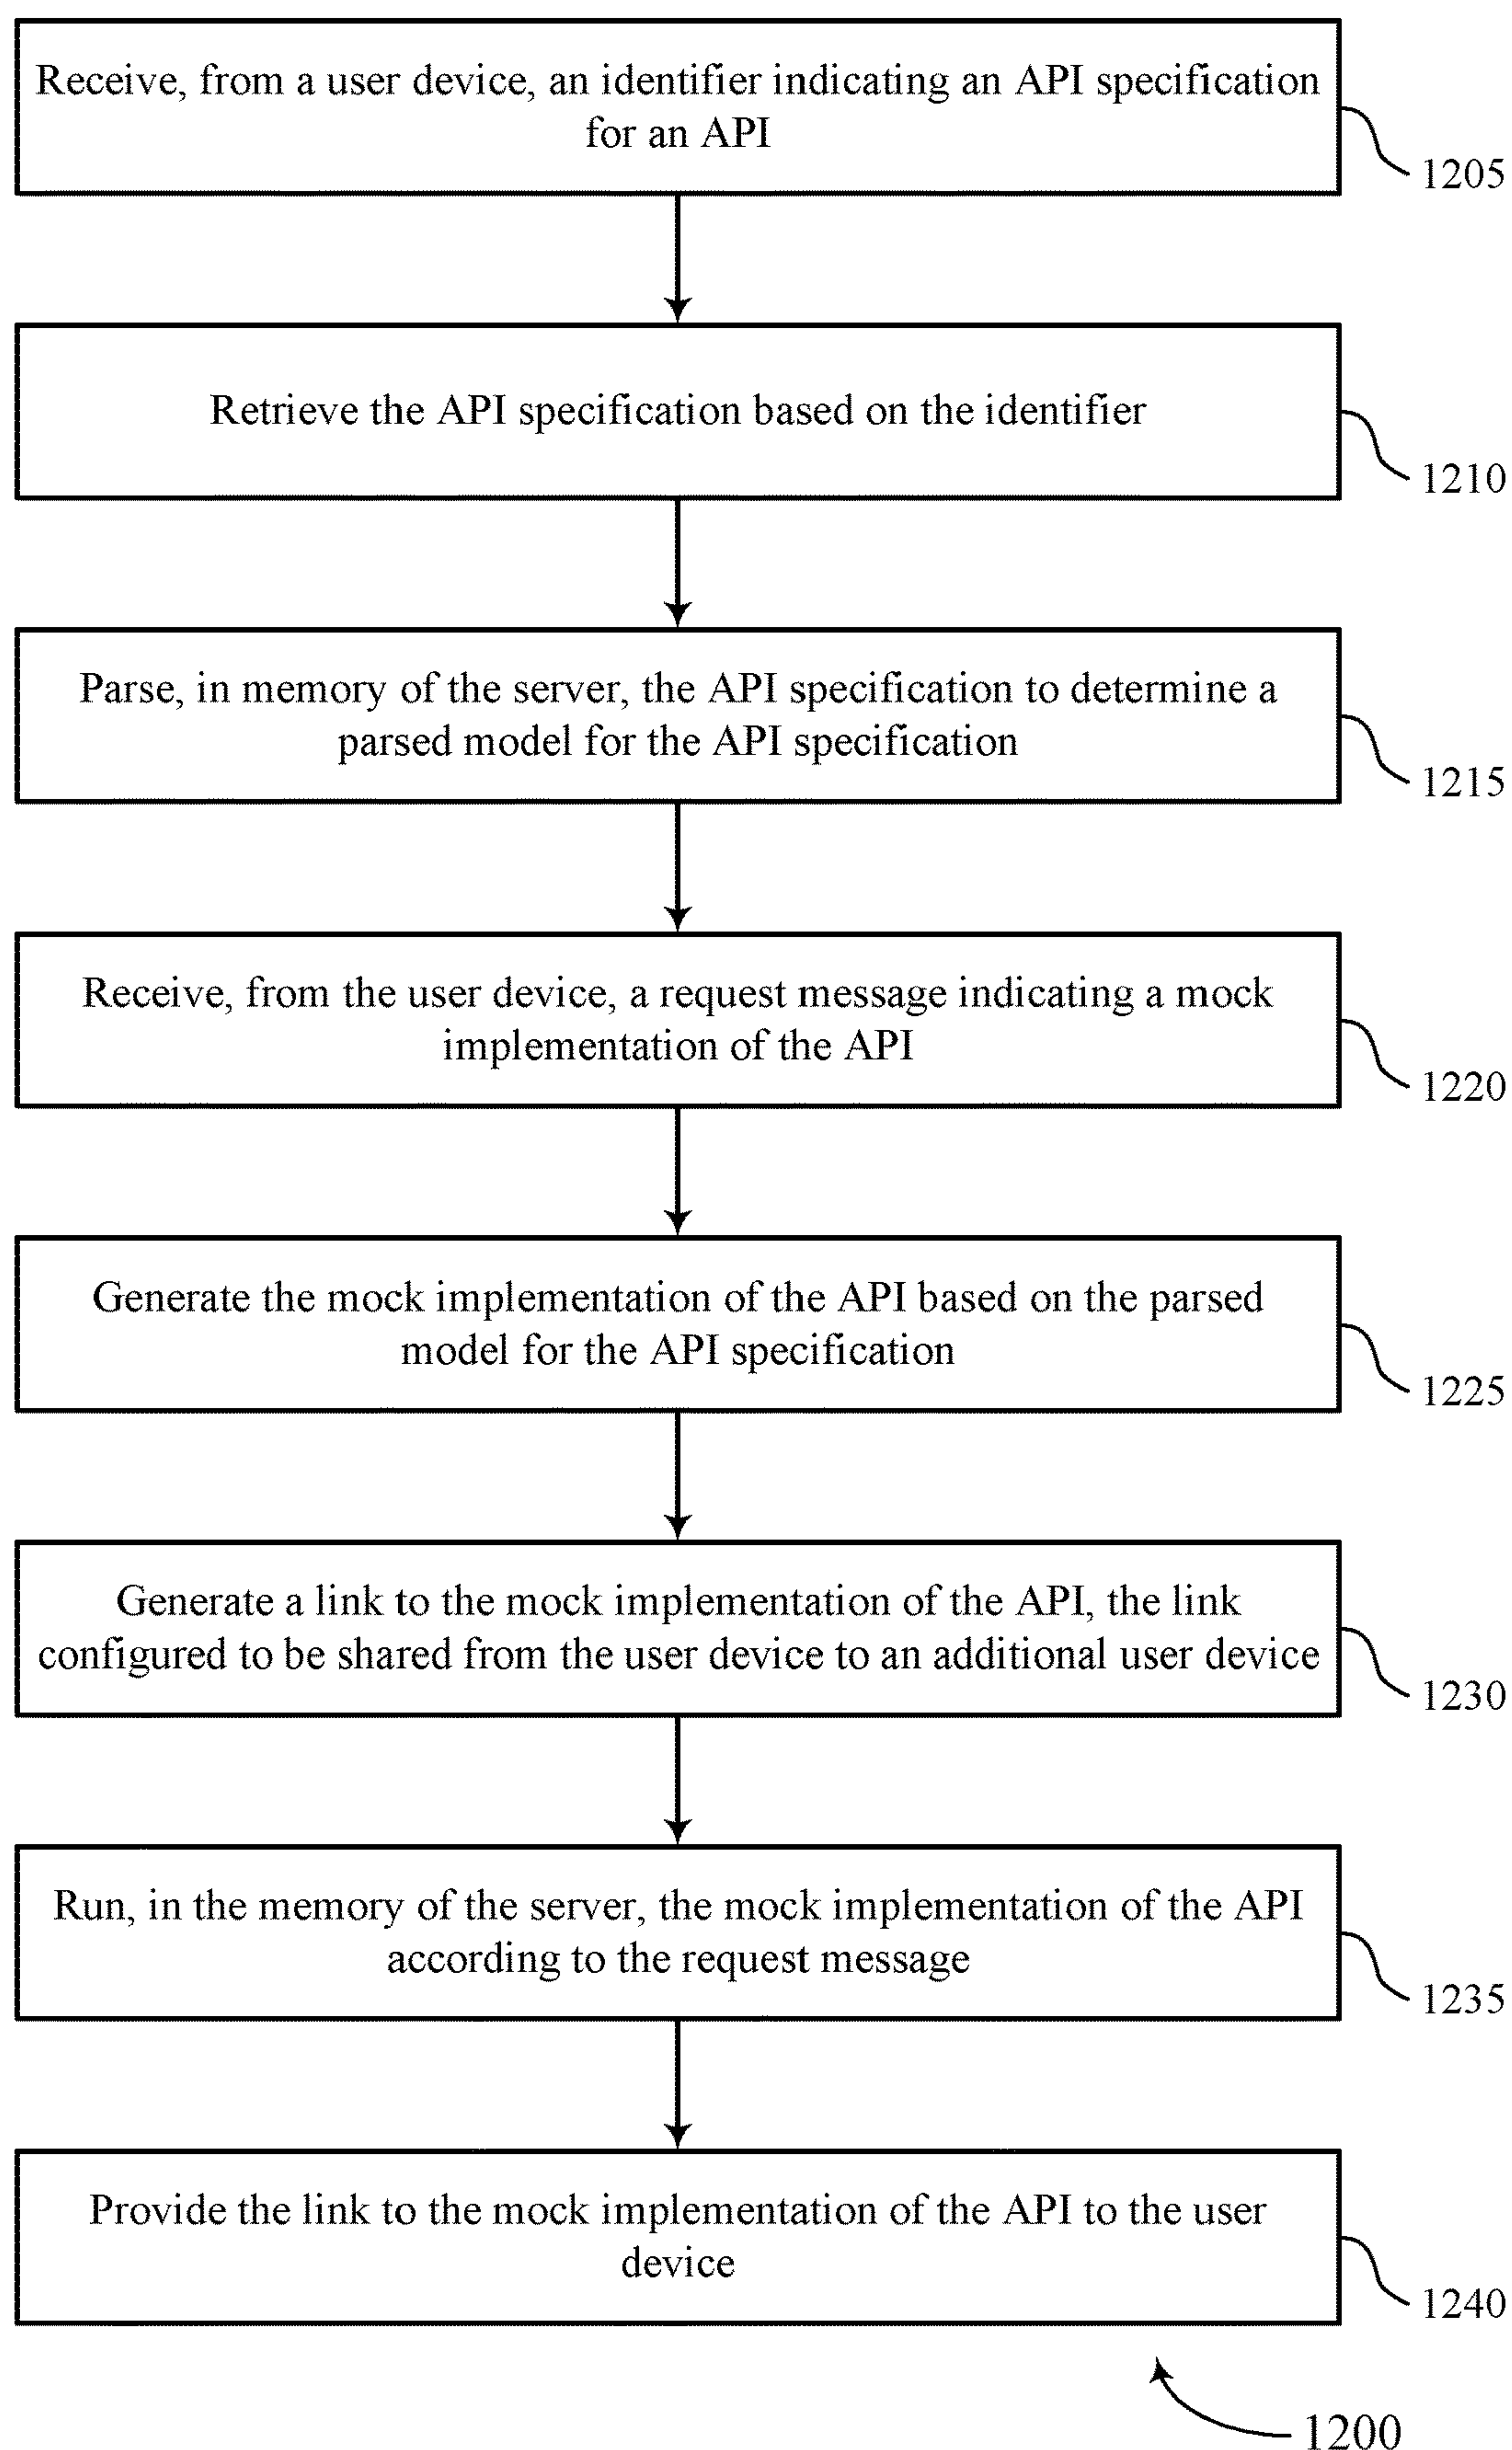 Receive, from a user device, an identifier indicating an API specification
for an API
1205
Retrieve the API specification based on the identifier
1210
Parse, in memory of the server, the API specification to determine a
parsed model for the API specification
1215
Receive, from the user device, a request message indicating a mock
implementation of the API
1220
Generate the mock implementation of the API based on the parsed
model for the API specification
1225
Generate a link to the mock implementation of the API, the link
configured to be shared from the user device to an additional user device
1230
Run, in the memory of the server, the mock implementation of the API
according to the request message
1235
Provide the link to the mock implementation of the API to the user
device
1240
1200